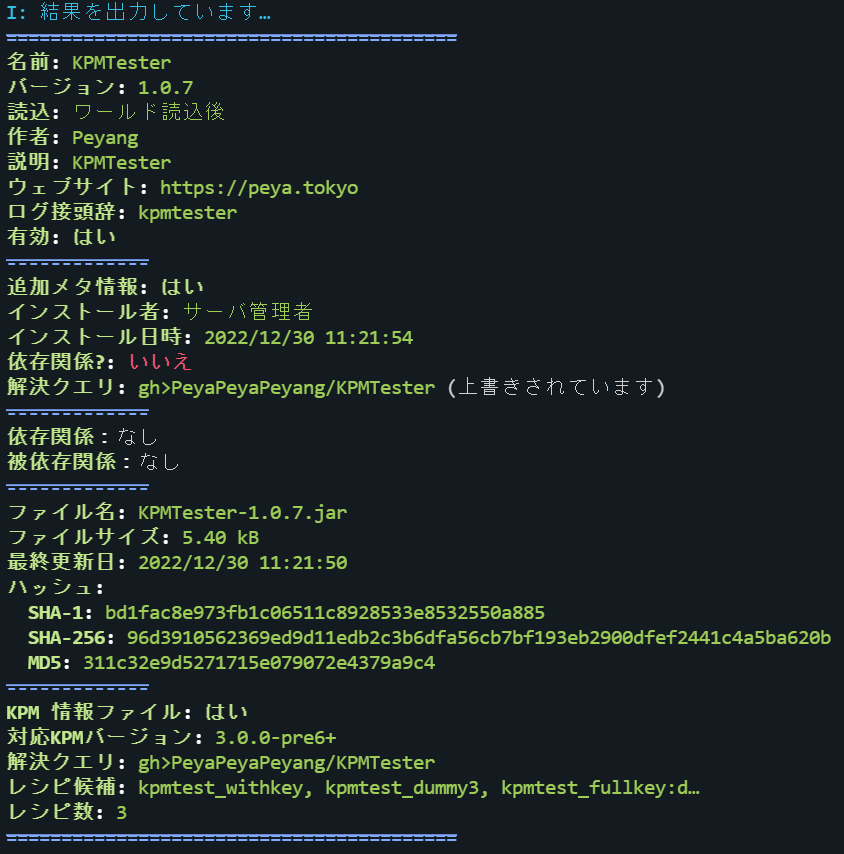 I: 結果を出力しています…
=========================================
名前: KPMTester
バージョン: 1.0.7
読込: ワールド読込後
作者: Peyang
説明: KPMTester
ウェブサイト: https://peya.tokyo
ログ接頭辞: kpmtester
有効: はい
-------------
追加メタ情報: はい
インストール者: サーバ管理者
インストール日時: 2022/12/30 11:21:54
依存関係?: いいえ
解決クエリ: gh>PeyaPeyaPeyang/KPMTester (上書きされています)
-------------
依存関係：なし
被依存関係：なし
-------------
ファイル名: KPMTester-1.0.7.jar
ファイルサイズ: 5.40 kB
最終更新日: 2022/12/30 11:21:50
ハッシュ:
  SHA-1: bd1fac8e973fb1c06511c8928533e8532550a885
  SHA-256: 96d3910562369ed9d11edb2c3b6dfa56cb7bf193eb2900dfef2441c4a5ba620b
  MD5: 311c32e9d5271715e079072e4379a9c4
-------------
KPM 情報ファイル: はい
対応KPMバージョン: 3.0.0-pre6+
解決クエリ: gh>PeyaPeyaPeyang/KPMTester
レシピ候補: kpmtest_withkey, kpmtest_dummy3, kpmtest_fullkey:d…
レシピ数: 3
=========================================